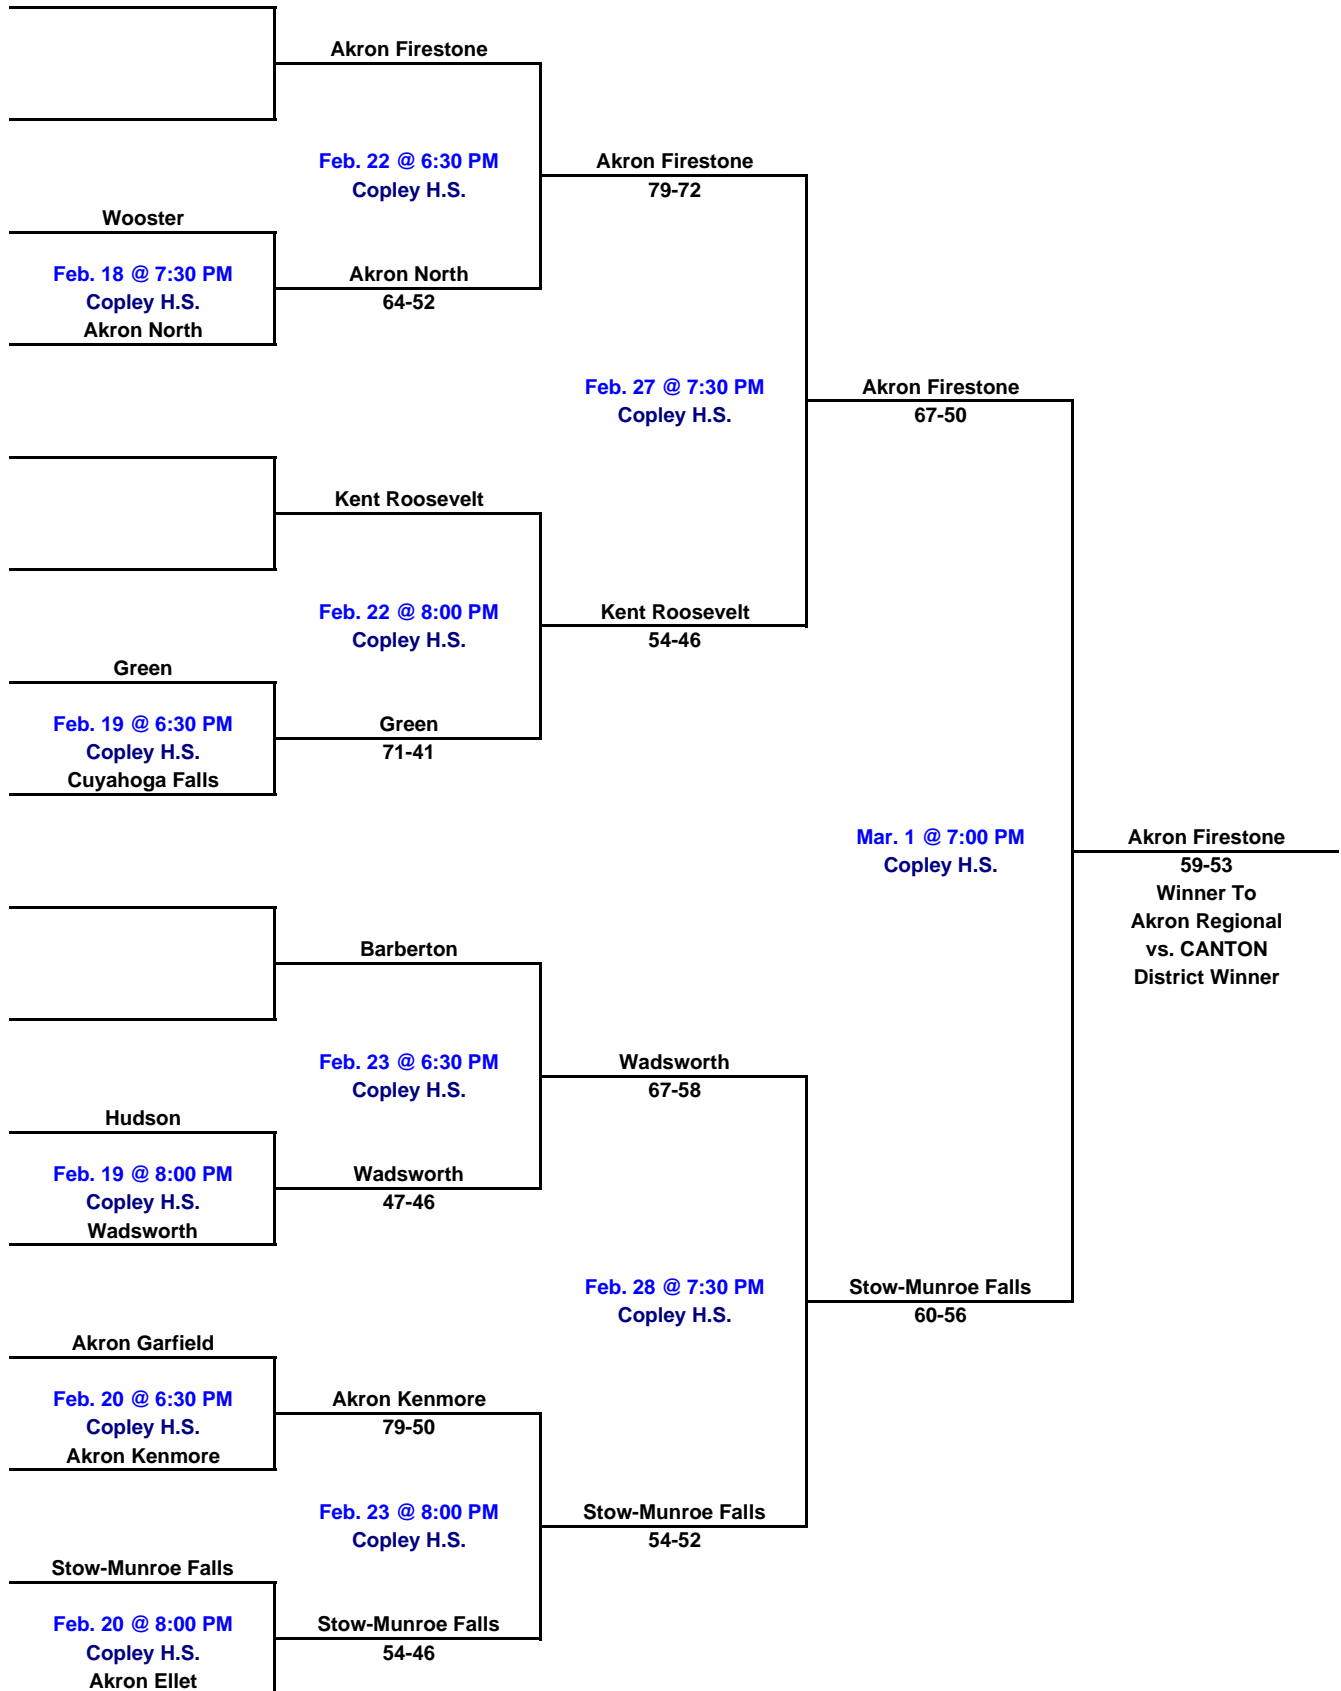 Akron Firestone
Feb. 22 @ 6:30 PM
Copley H.S.
Akron Firestone
79-72
Wooster
Feb. 18 @ 7:30 PM
Copley H.S.
Akron North
Akron North
64-52
Feb. 27 @ 7:30 PM
Copley H.S.
Akron Firestone
67-50
Kent Roosevelt
Feb. 22 @ 8:00 PM
Copley H.S.
Kent Roosevelt
54-46
Green
Feb. 19 @ 6:30 PM
Copley H.S.
Cuyahoga Falls
Green
71-41
Mar. 1 @ 7:00 PM
Copley H.S.
Akron Firestone
59-53
Winner To
Akron Regional
vs. CANTON
District Winner
Barberton
Feb. 23 @ 6:30 PM
Copley H.S.
Wadsworth
67-58
Hudson
Feb. 19 @ 8:00 PM
Copley H.S.
Wadsworth
Wadsworth
47-46
Feb. 28 @ 7:30 PM
Copley H.S.
Stow-Munroe Falls
60-56
Akron Garfield
Feb. 20 @ 6:30 PM
Copley H.S.
Akron Kenmore
Akron Kenmore
79-50
Feb. 23 @ 8:00 PM
Copley H.S.
Stow-Munroe Falls
54-52
Stow-Munroe Falls
Feb. 20 @ 8:00 PM
Copley H.S.
Akron Ellet
Stow-Munroe Falls
54-46